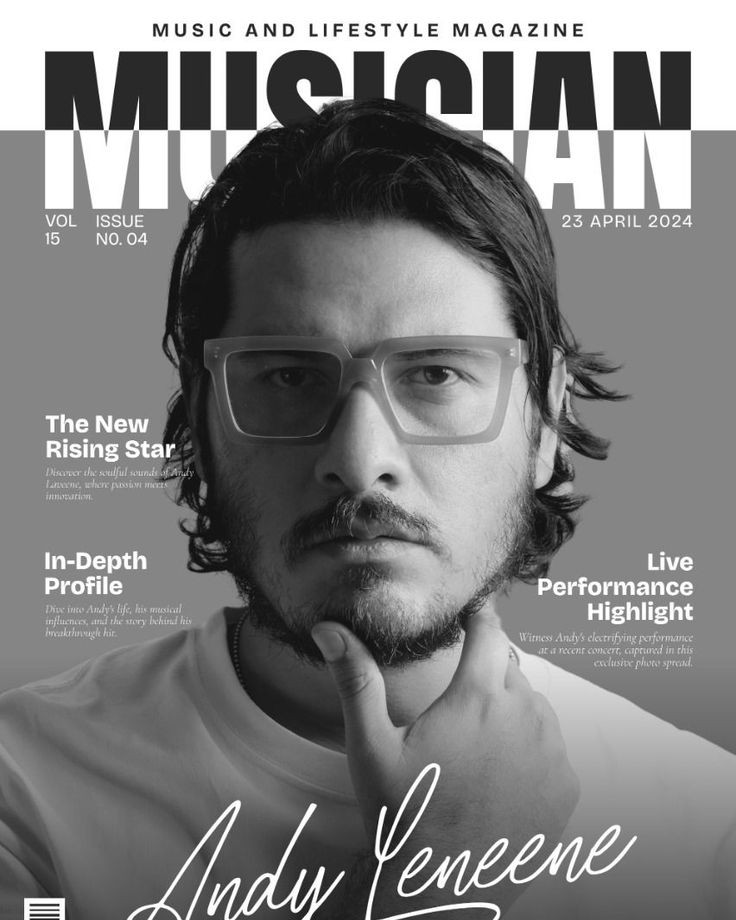 MUSIC AND LIFESTYLE MAGAZINE
MUSICIAN
VOL
15
ISSUE
NO. 04
23 APRIL 2024
The New
Rising Star
Discover the soulful sounds of Andy
Laveene, where passion meets
innovation.
In-Depth
Profile
Dive into Andy's life, his musical
influences, and the story behind his
breakthrough hit.
Live
Performance
Highlight
Witness Andy's electrifying performance
at a recent concert, captured in this
exclusive photo spread.
Andy Leneene